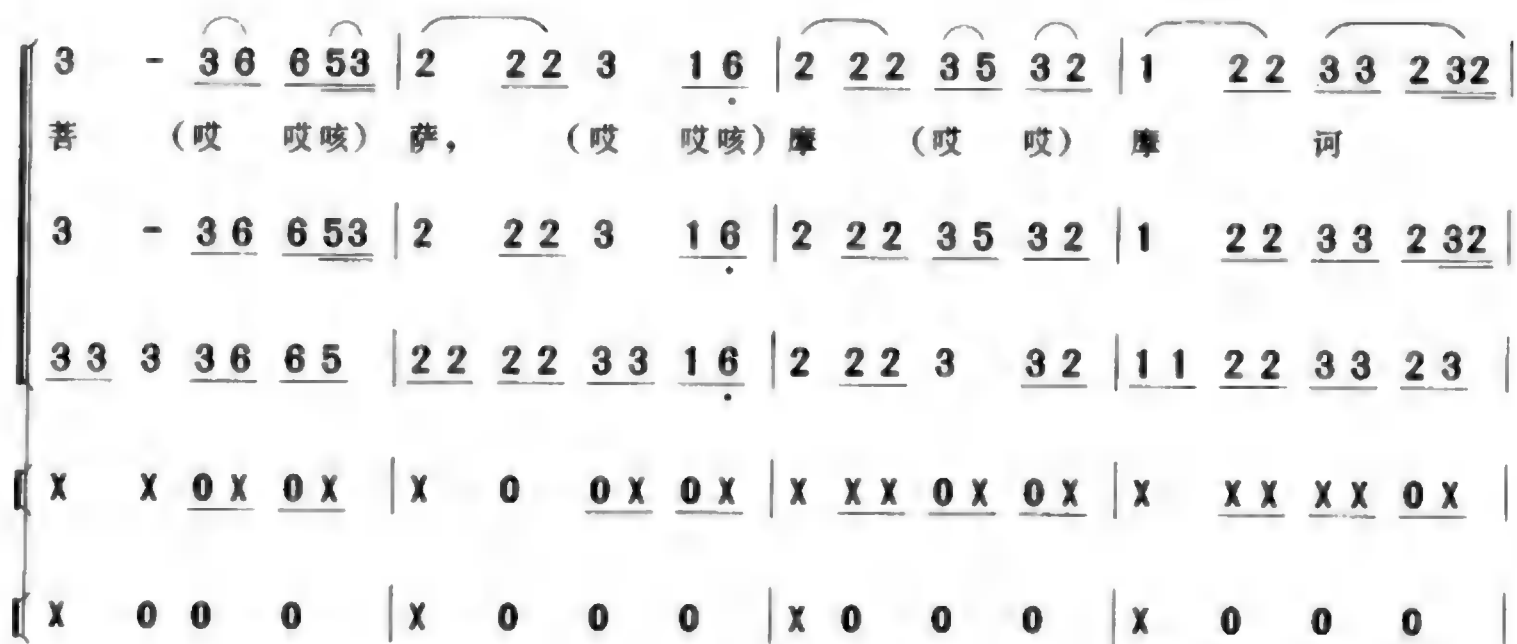 3 - 36 653 | 2 22 3 16̣ | 2 22 35 32 | 1 22 33 232 |
菩 (哎 哎咳) 萨, (哎 哎咳) 摩 (哎 哎) 摩 诃
3 - 36 653 | 2 22 3 16̣ | 2 22 35 32 | 1 22 33 232 |
33 3 36 65 | 22 22 33 16̣ | 2 22 3 32 | 11 22 33 23 |
X X 0X 0X | X 0 0X 0X | X XX 0X 0X | X XX XX 0X |
X 0 0 0 | X 0 0 0 | X 0 0 0 | X 0 0 0 |